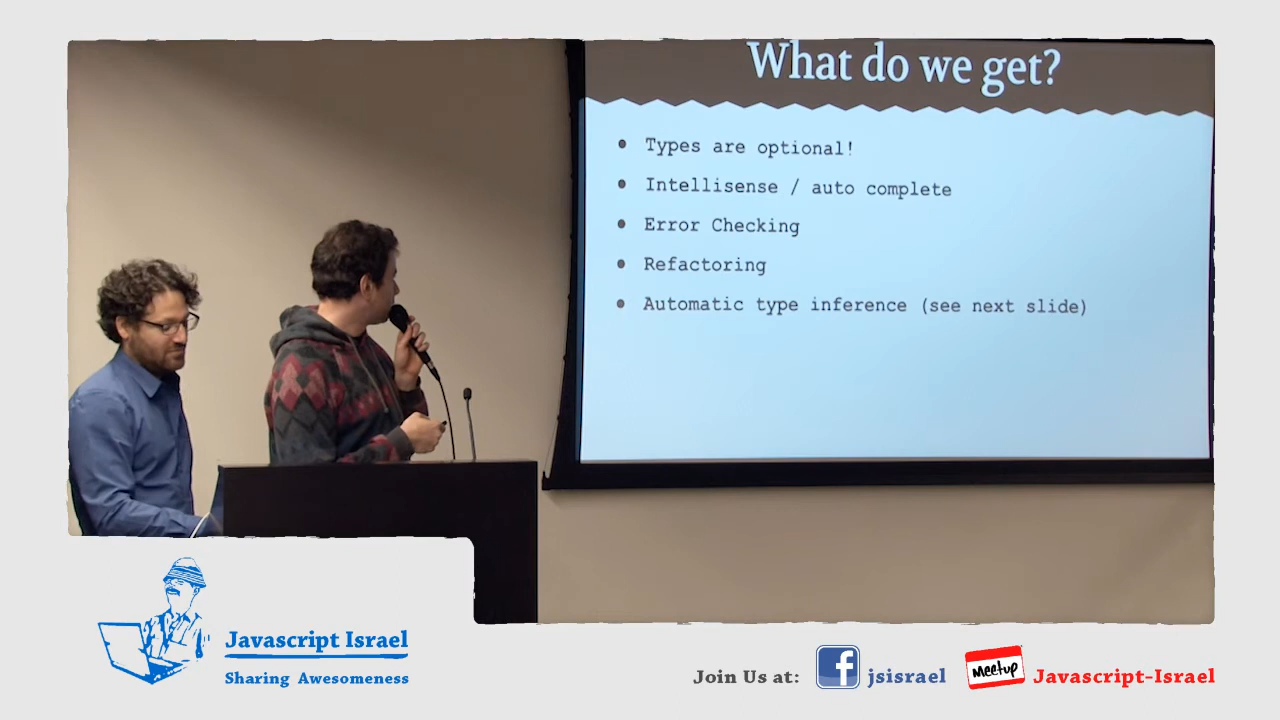 What do we get?
Types are optional!
Intellisense / auto complete
Error Checking
Refactoring
Automatic type inference (see next slide)
Javascript Israel
Sharing Awesomeness
Join Us at: jsisrael Meetup Javascript-Israel